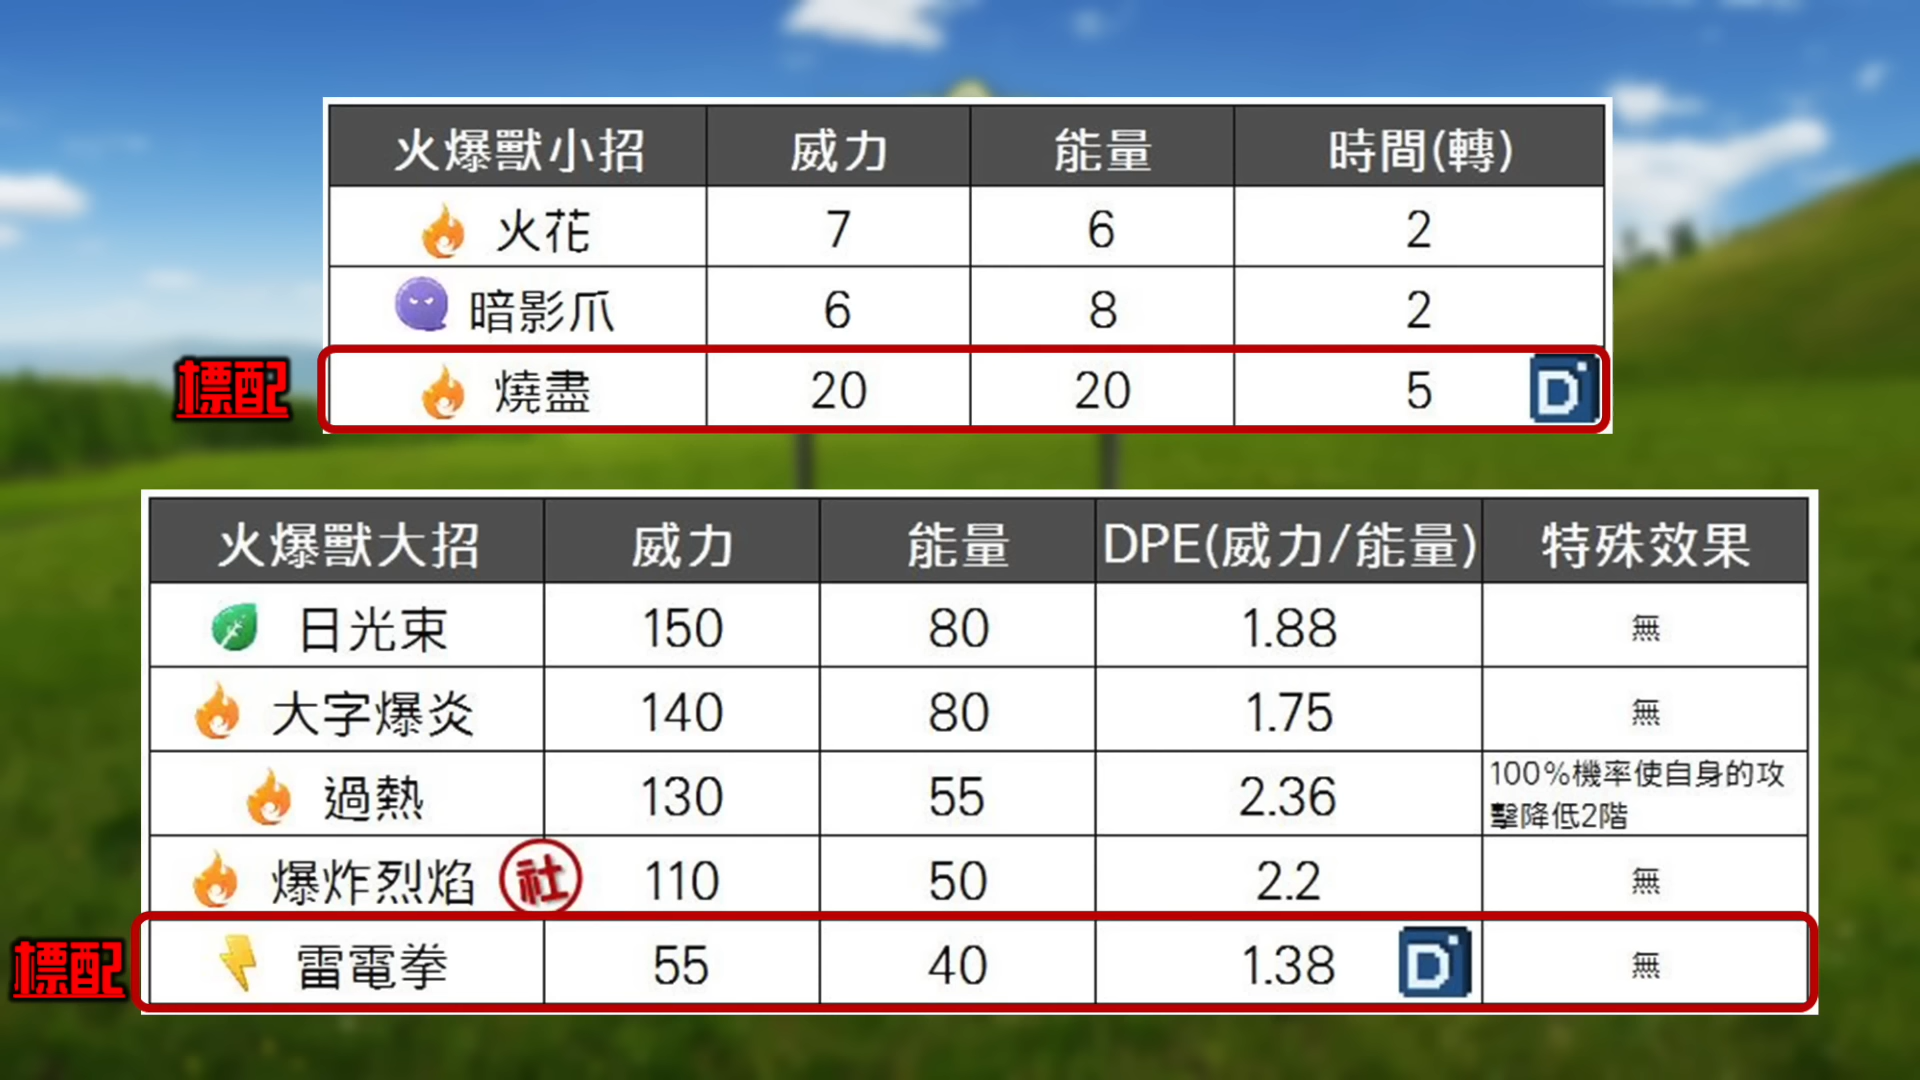 火爆獸小招 威力 能量 時間(轉)
火花 7 6 2
暗影爪 6 8 2
標配 燒盡 20 20 5 D
火爆獸大招 威力 能量 DPE(威力/能量) 特殊效果
日光束 150 80 1.88 無
大字爆炎 140 80 1.75 無
過熱 130 55 2.36 100%機率使自身的攻
擊降低2階
爆炸烈焰 社 110 50 2.2 無
標配 雷電拳 55 40 1.38 D 無